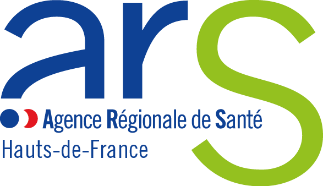 ars
Agence Régionale de Santé
Hauts-de-France